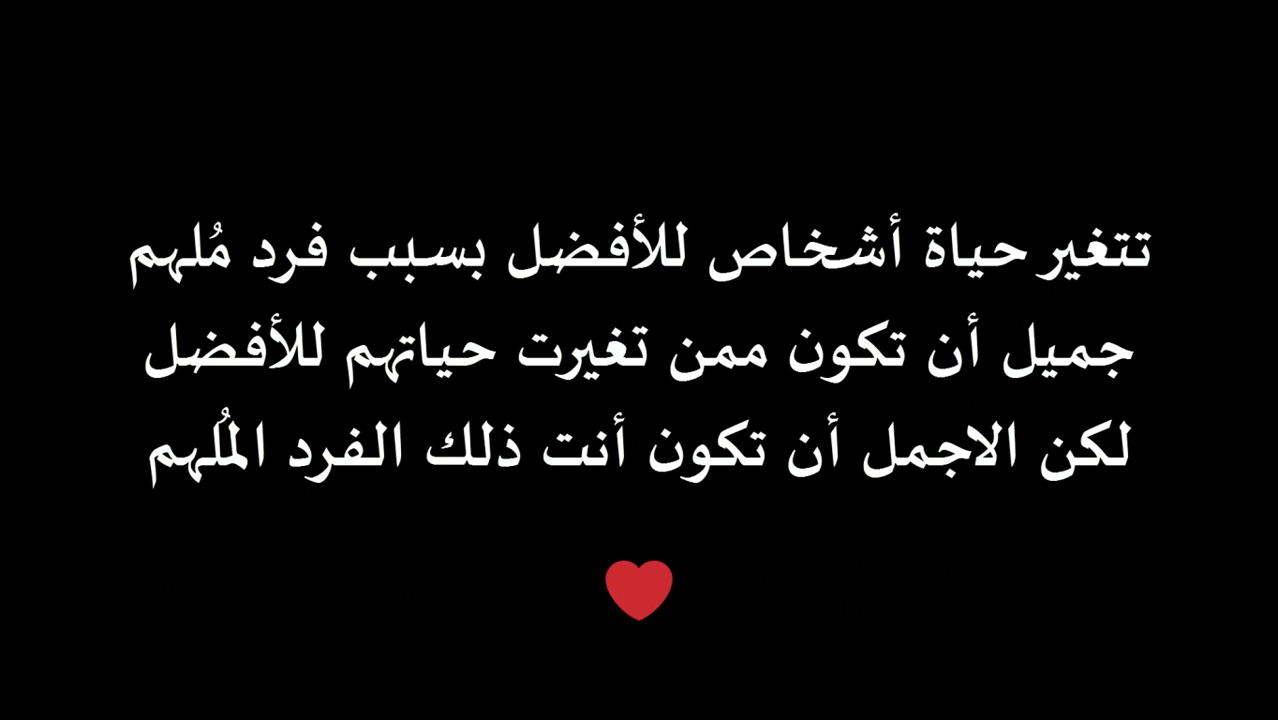 تتغير حياة أشخاص للأفضل بسبب فرد مُلهم
جميل أن تكون ممن تغيرت حياتهم للأفضل
لكن الاجمل أن تكون أنت ذلك الفرد المُلهم
❤